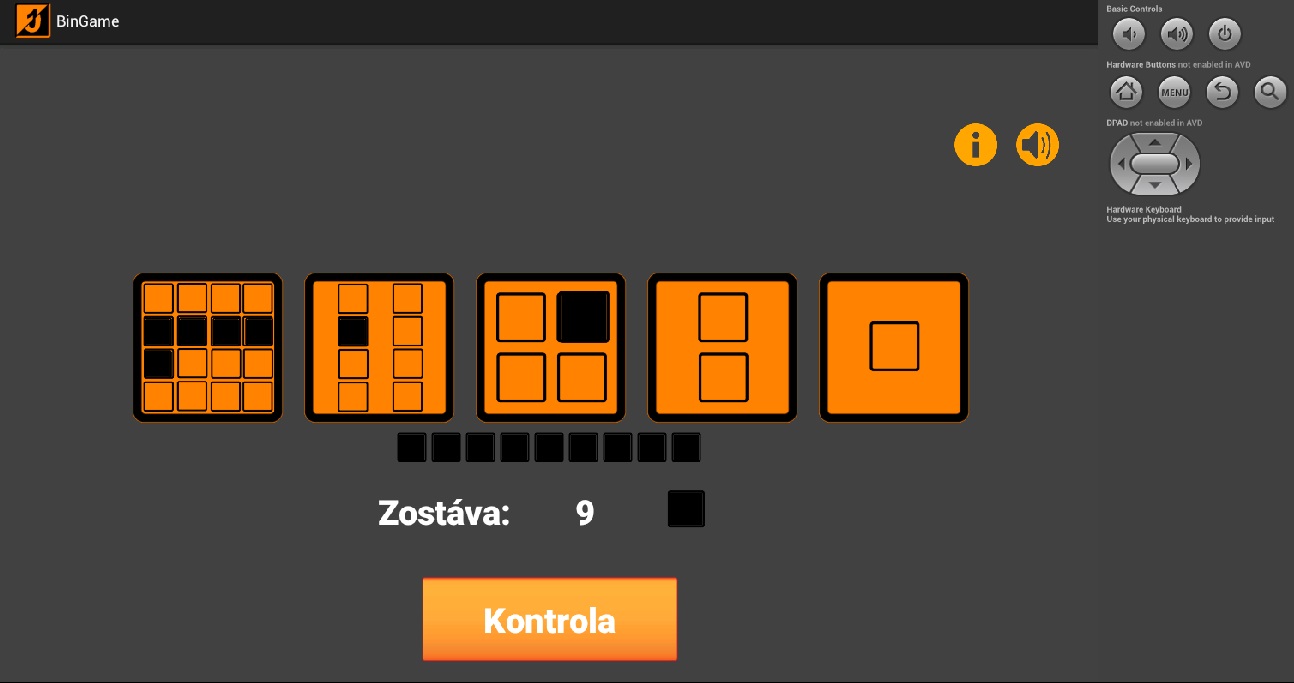 BinGame
Basic Controls
Hardware Buttons not enabled in AVD
MENU
DPAD not enabled in AVD
Hardware Keyboard
Use your physical keyboard to provide input
Zostáva: 9
Kontrola